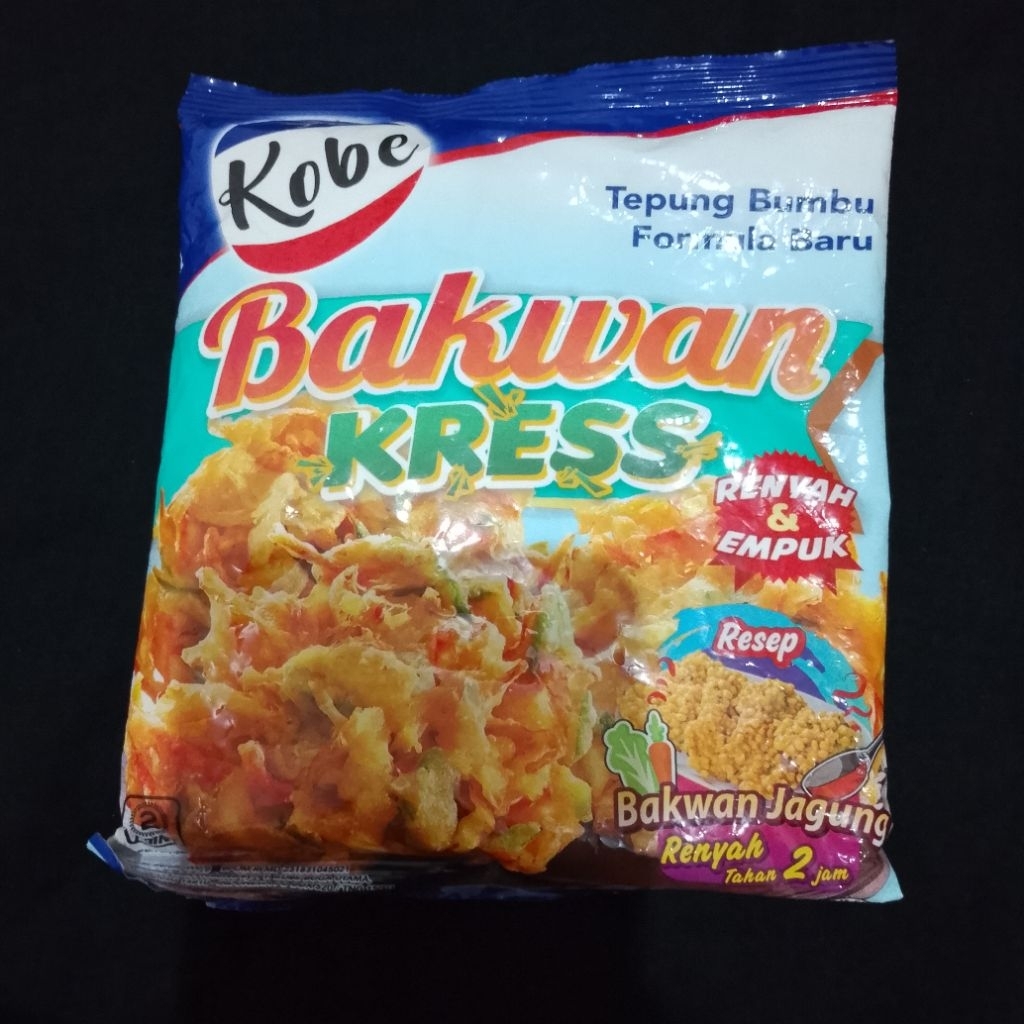 Kobe
Tepung Bumbu
Formula Baru
Bakwan
KRESS
RENYAH
&
EMPUK
Resep
Bakwan Jagung
Renyah
Tahan 2 jam